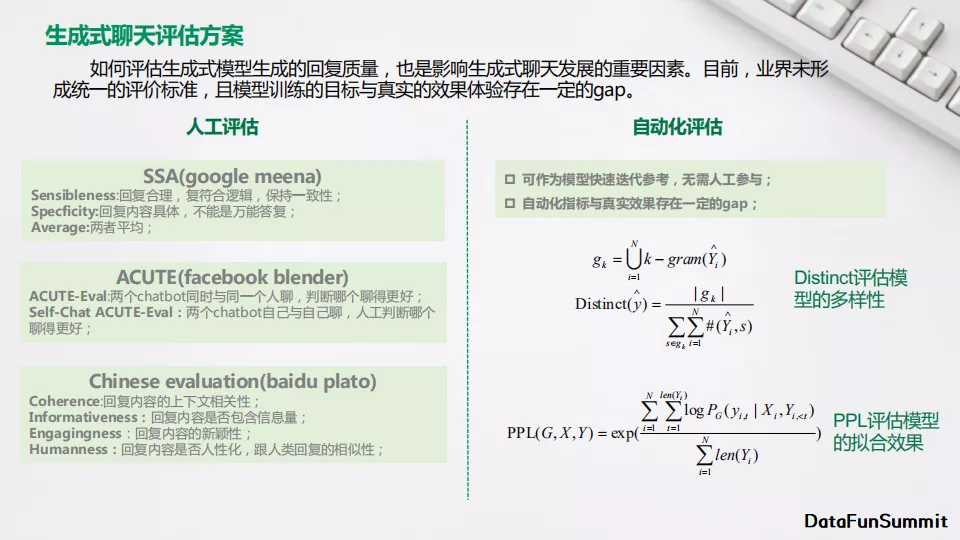 生成式聊天评估方案
如何评估生成式模型生成的回复质量，也是影响生成式聊天发展的重要因素。目前，业界未形
成统一的评价标准，且模型训练的目标与真实的效果体验存在一定的gap。
人工评估
SSA(google meena)
Sensibleness:回复合理，复符合逻辑，保持一致性；
Specficity:回复内容具体，不能是万能答复；
Average:两者平均；
ACUTE(facebook blender)
ACUTE-Eval:两个chatbot同时与同一个人聊，判断哪个聊得更好；
Self-Chat ACUTE-Eval：两个chatbot自己与自己聊，人工判断哪个
聊得更好；
Chinese evaluation(baidu plato)
Coherence:回复内容的上下文相关性；
Informativeness：回复内容是否包含信息量；
Engagingness：回复内容的新颖性；
Humanness：回复内容是否人性化，跟人类回复的相似性；
自动化评估
□ 可作为模型快速迭代参考，无需人工参与；
□ 自动化指标与真实效果存在一定的gap；
g_k = \bigcup_{i=1}^{N} k-gram(\hat{Y_i})
Distinct(\hat{y}) = \frac{|g_k|}{\sum_{s \in g_k} \sum_{i=1}^{N} \#(\hat{Y_i}, s)}
Distinct评估模
型的多样性
PPL(G, X, Y) = exp(\frac{\sum_{i=1}^{N} \sum_{t=1}^{len(Y_i)} log P_G(y_{i,t} | X_i, Y_{i,<t})}{\sum_{i=1}^{N} len(Y_i)})
PPL评估模型
的拟合效果
DataFunSummit